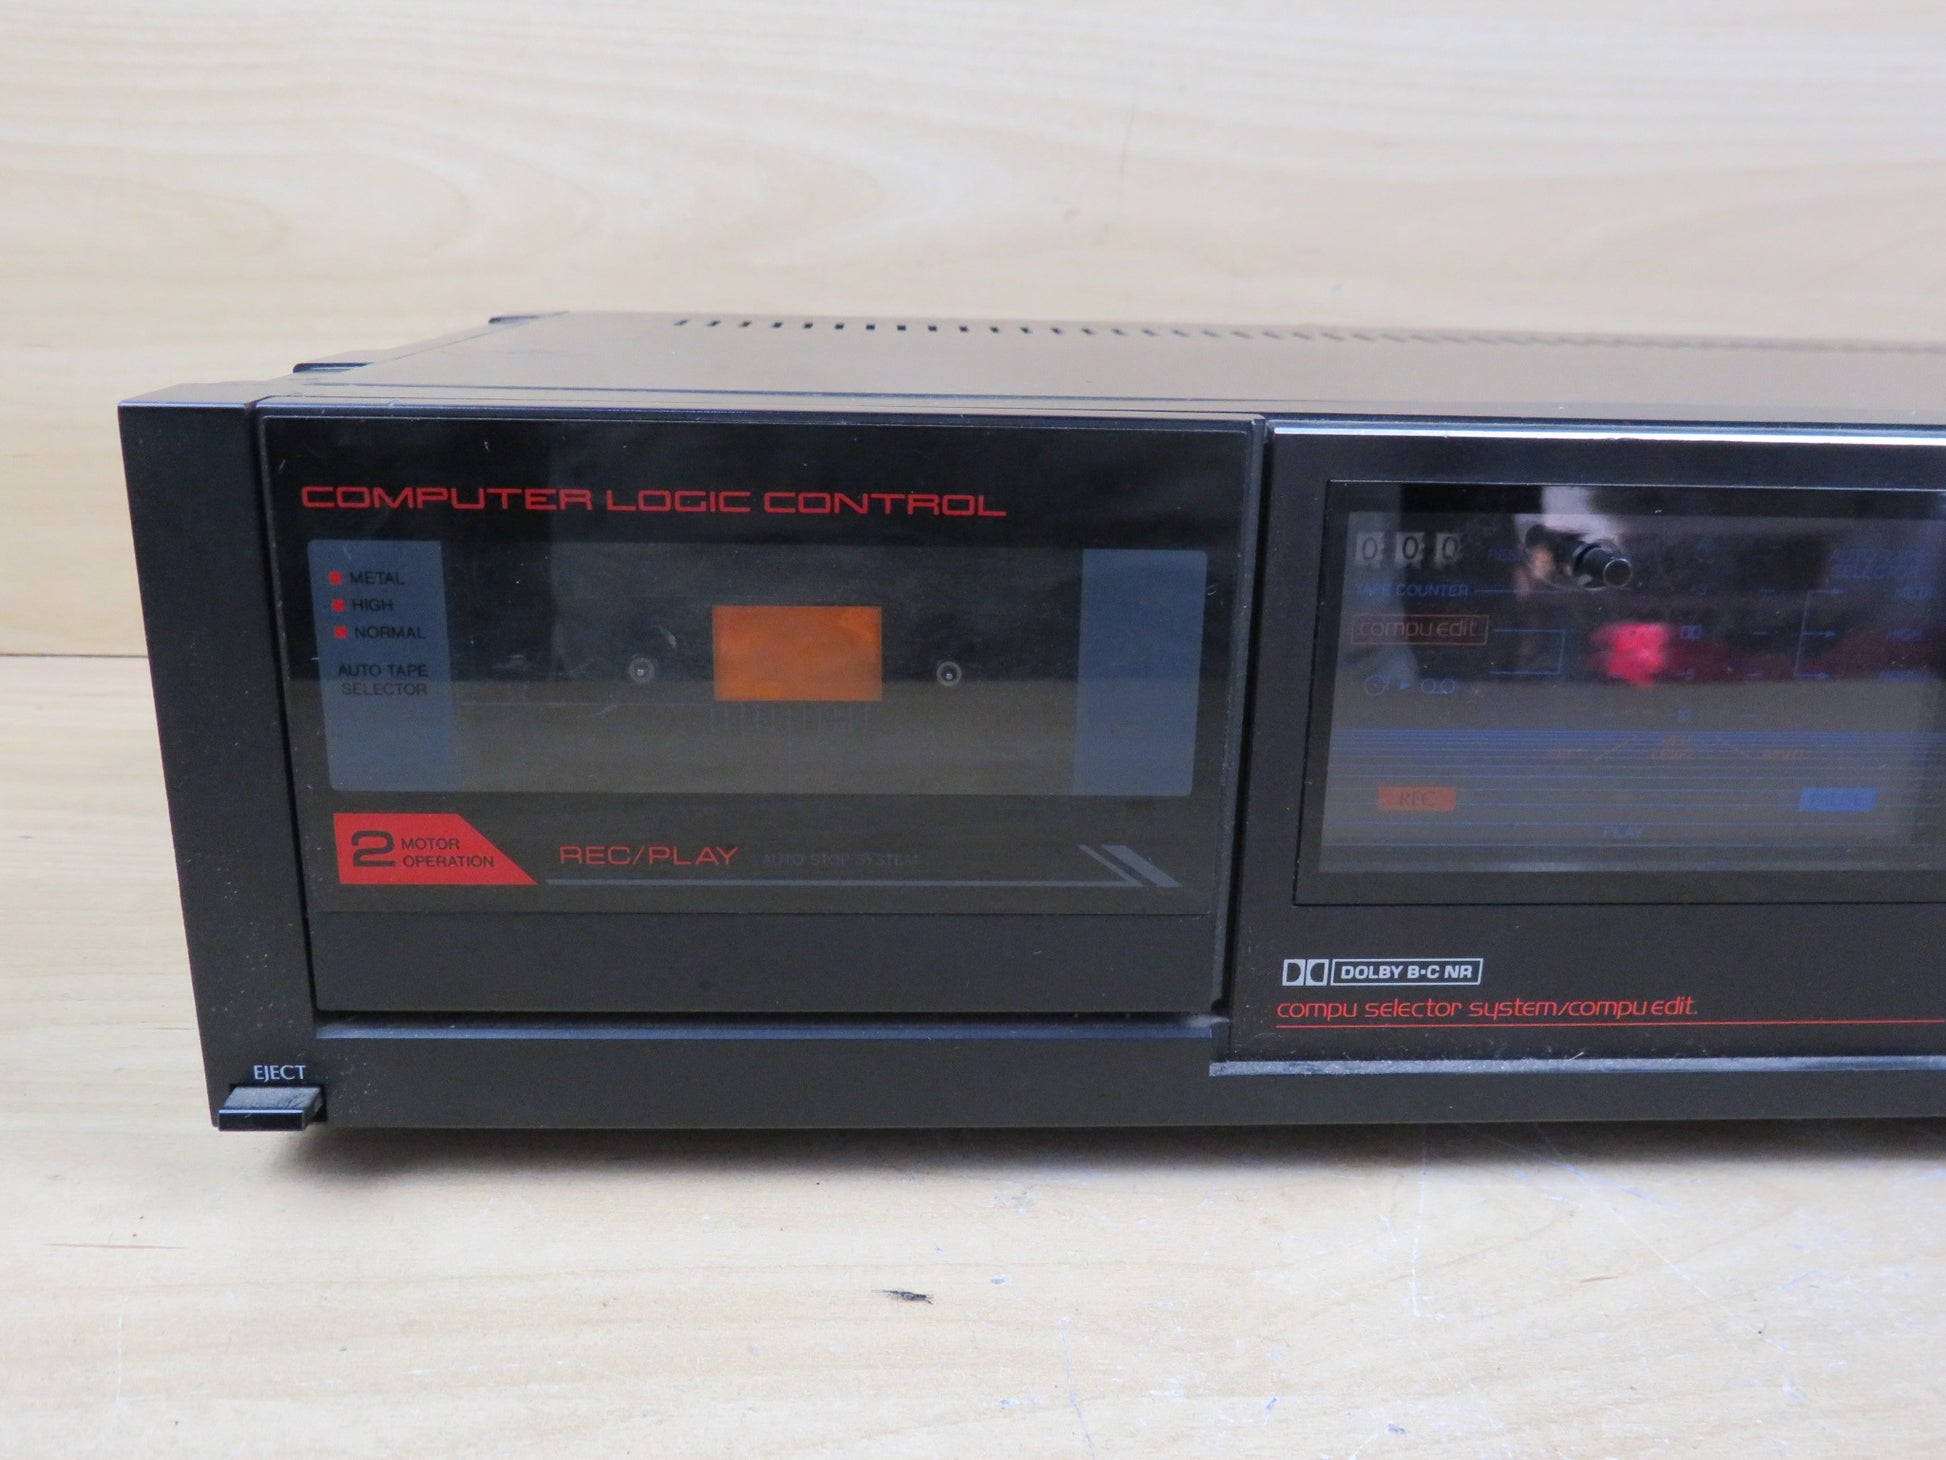 COMPUTER LOGIC CONTROL
METAL
HIGH
NORMAL
AUTO TAPE
SELECTOR
2 MOTOR
OPERATION
REC/PLAY AUTO STOP SYSTEM
EJECT
000
TAPE COUNTER
compu edit
REC
PLAY
DOLBY B·C NR
compu selector system/compu edit.